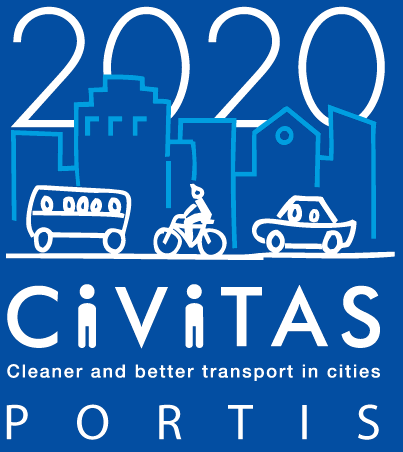 2020
CiViTAS
Cleaner and better transport in cities
PORTIS